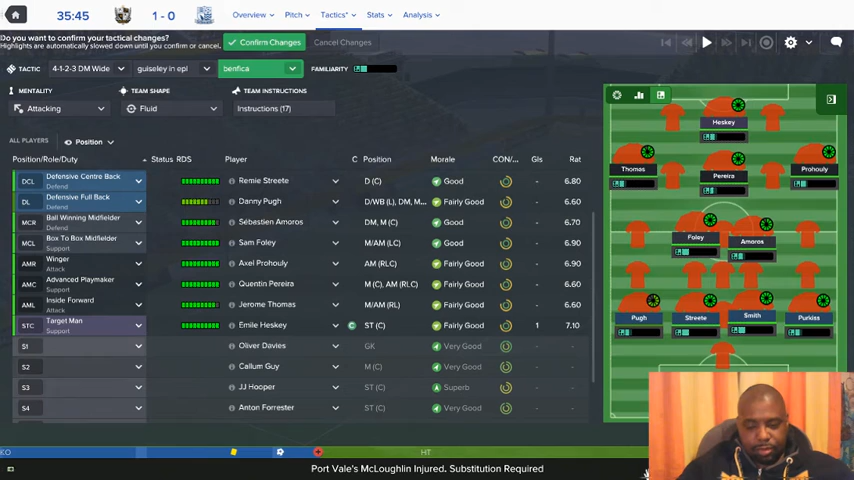 35:45 1 - 0 Overview Pitch Tactics* Stats Analysis
Do you want to confirm your tactical changes?
Highlights are automatically slowed down until you confirm or cancel.
Confirm Changes Cancel Changes
TACTIC 4-1-2-3 DM Wide guiseley in epl benfica FAMILIARITY
MENTALITY TEAM SHAPE TEAM INSTRUCTIONS
Attacking Fluid Instructions (17)
ALL PLAYERS Position
Position/Role/Duty Status RDS Player C Position Morale CON/... Gls Rat
DCL Defensive Centre Back Defend Remie Streete D (C) Good - 6.80
DL Defensive Full Back Defend Danny Pugh D/WB (L), DM, M... Fairly Good - 6.60
MCR Ball Winning Midfielder Defend Sébastien Amoros DM, M (C) Good - 6.70
MCL Box To Box Midfielder Support Sam Foley M/AM (LC) Good - 6.90
AMR Winger Attack Axel Prohouly AM (RLC) Fairly Good - 6.90
AMC Advanced Playmaker Support Quentin Pereira M (C), AM (RLC) Fairly Good - 6.60
AML Inside Forward Attack Jerome Thomas M/AM (RL) Fairly Good - 6.60
STC Target Man Support Emile Heskey C ST (C) Fairly Good 1 7.10
S1 Oliver Davies GK Very Good - -
S2 Callum Guy M (C) Very Good - -
S3 JJ Hooper ST (C) Superb - -
S4 Anton Forrester ST (C) Very Good - -
Heskey
Thomas Pereira Prohouly
Foley Amoros
Pugh Streete Smith Purkiss
KO HT
Port Vale's McLoughlin Injured. Substitution Required